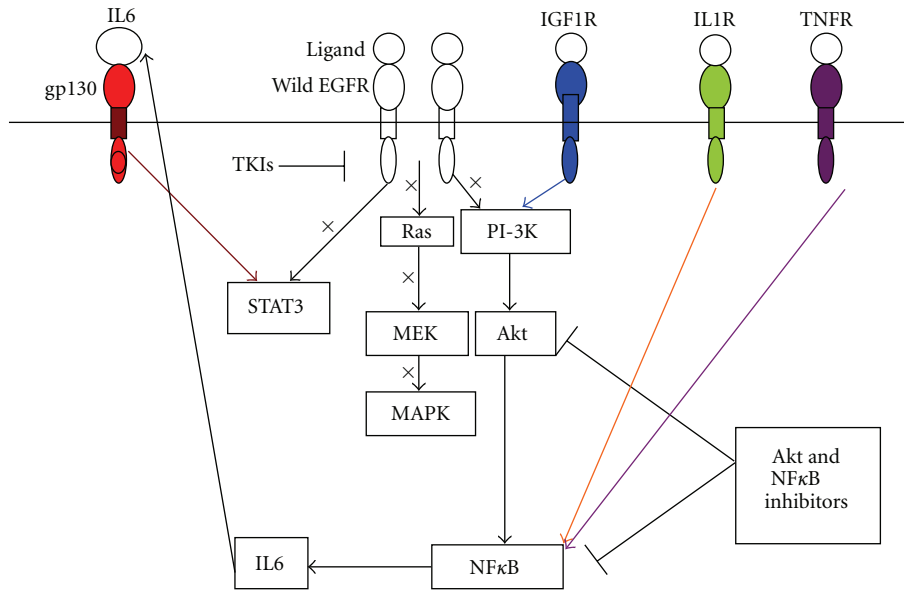 IL6
IGF1R
IL1R
TNFR
Ligand
gp130
Wild EGFR
TKIs
×
×
×
Ras
PI-3K
×
STAT3
MEK
Akt
×
MAPK
Akt and
NFκB
inhibitors
IL6
NFκB